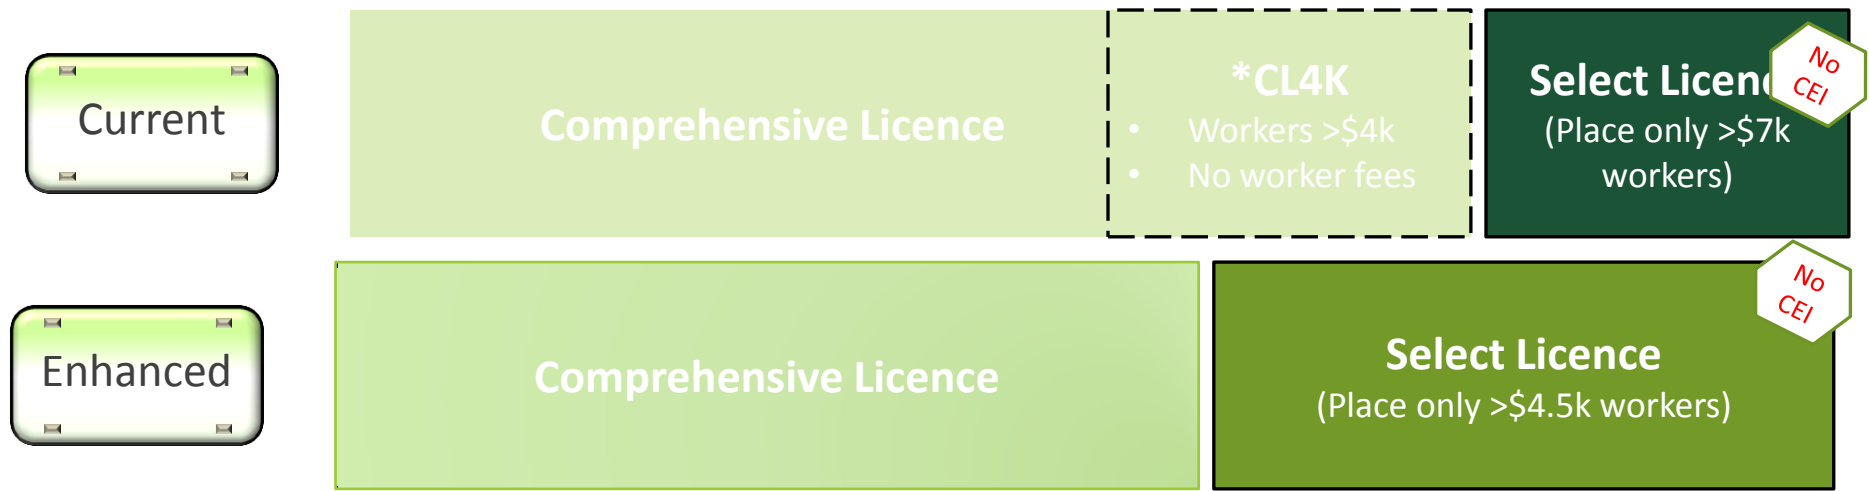 Current
Comprehensive Licence
*CL4K
• Workers >$4k
• No worker fees
Select Licenc
(Place only >$7k
workers)
No
CEI
Enhanced
Comprehensive Licence
Select Licence
(Place only >$4.5k workers)
No
CEI